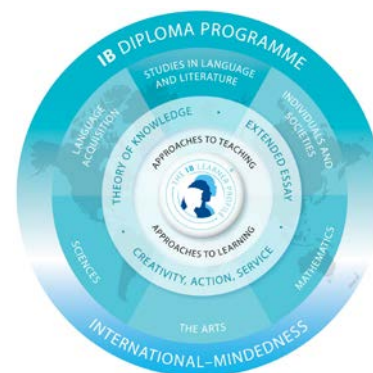 IB DIPLOMA PROGRAMME
STUDIES IN LANGUAGE
AND LITERATURE
LANGUAGE
ACQUISITION
INDIVIDUALS AND
SOCIETIES
THEORY OF KNOWLEDGE
EXTENDED ESSAY
APPROACHES TO TEACHING
THE IB LEARNER PROFILE
APPROACHES TO LEARNING
CREATIVITY, ACTION, SERVICE
SCIENCES
MATHEMATICS
THE ARTS
INTERNATIONAL-MINDEDNESS